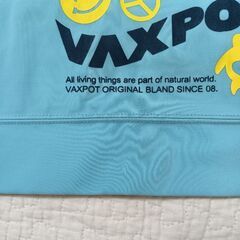 VAXPOT
All living things are part of natural world.
VAXPOT ORIGINAL BLAND SINCE 08.